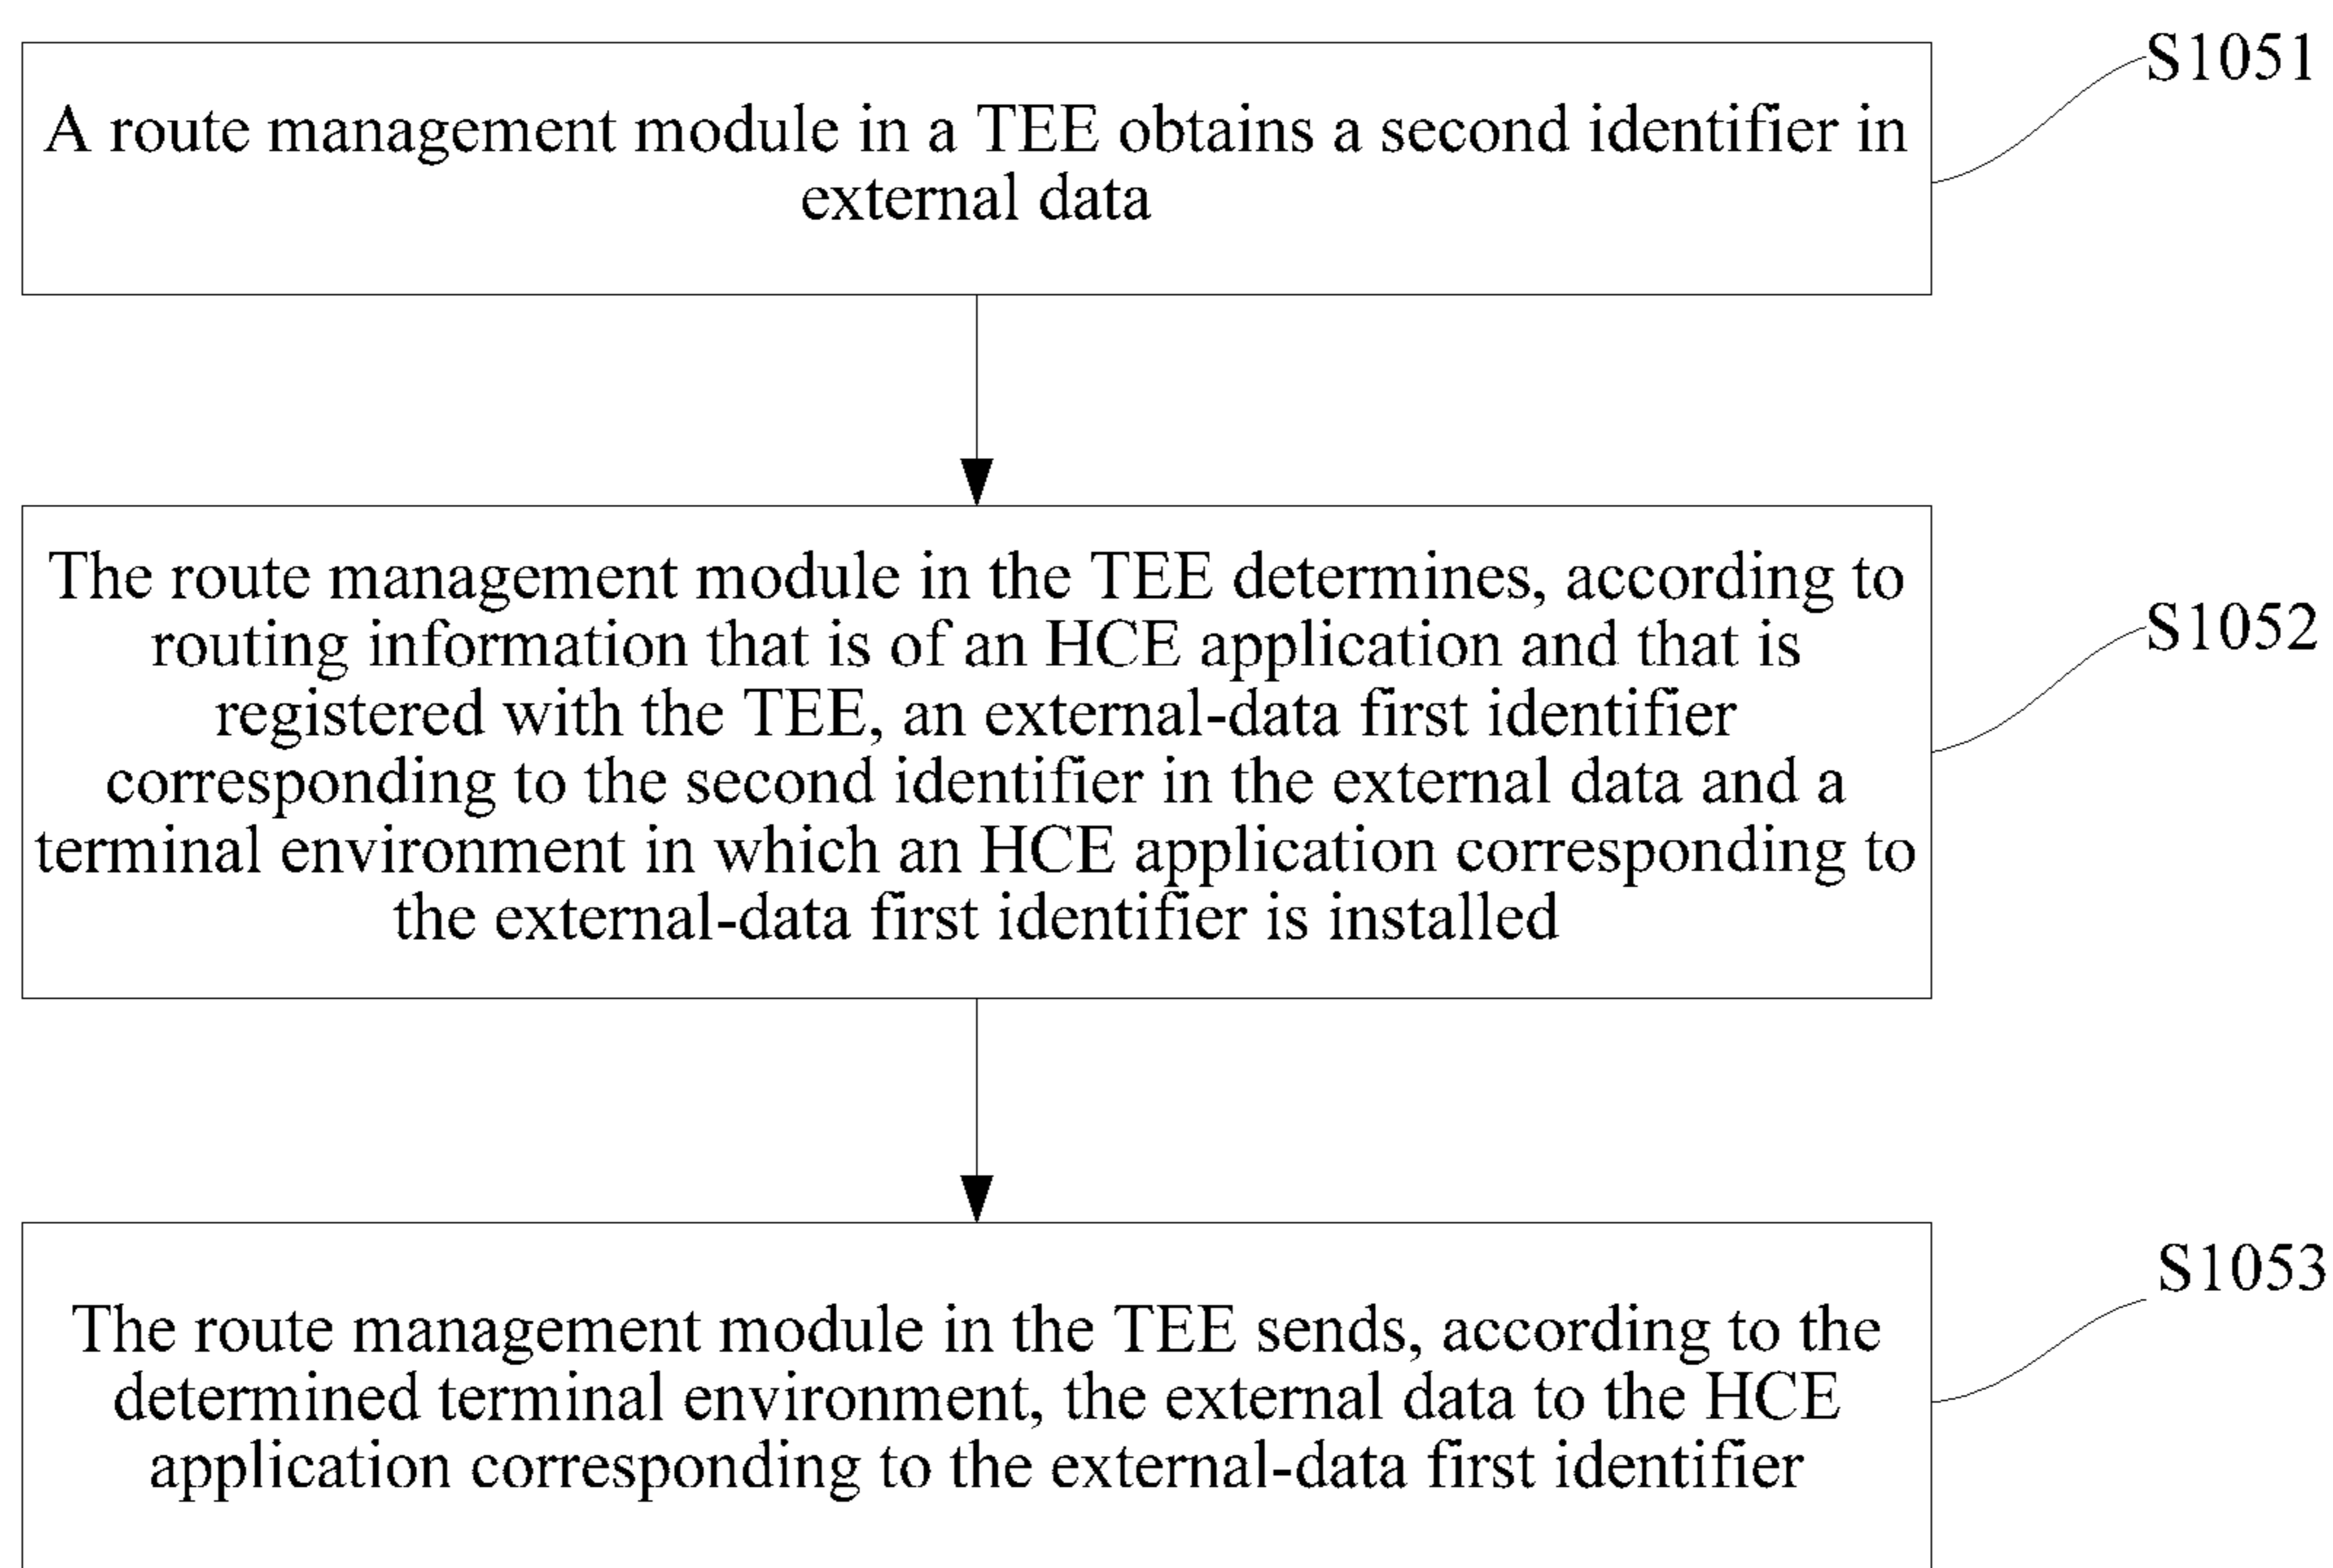 S1051
A route management module in a TEE obtains a second identifier in
external data
The route management module in the TEE determines, according to
routing information that is of an HCE application and that is
registered with the TEE, an external-data first identifier
corresponding to the second identifier in the external data and a
terminal environment in which an HCE application corresponding to
the external-data first identifier is installed
S1052
The route management module in the TEE sends, according to the
determined terminal environment, the external data to the HCE
application corresponding to the external-data first identifier
S1053